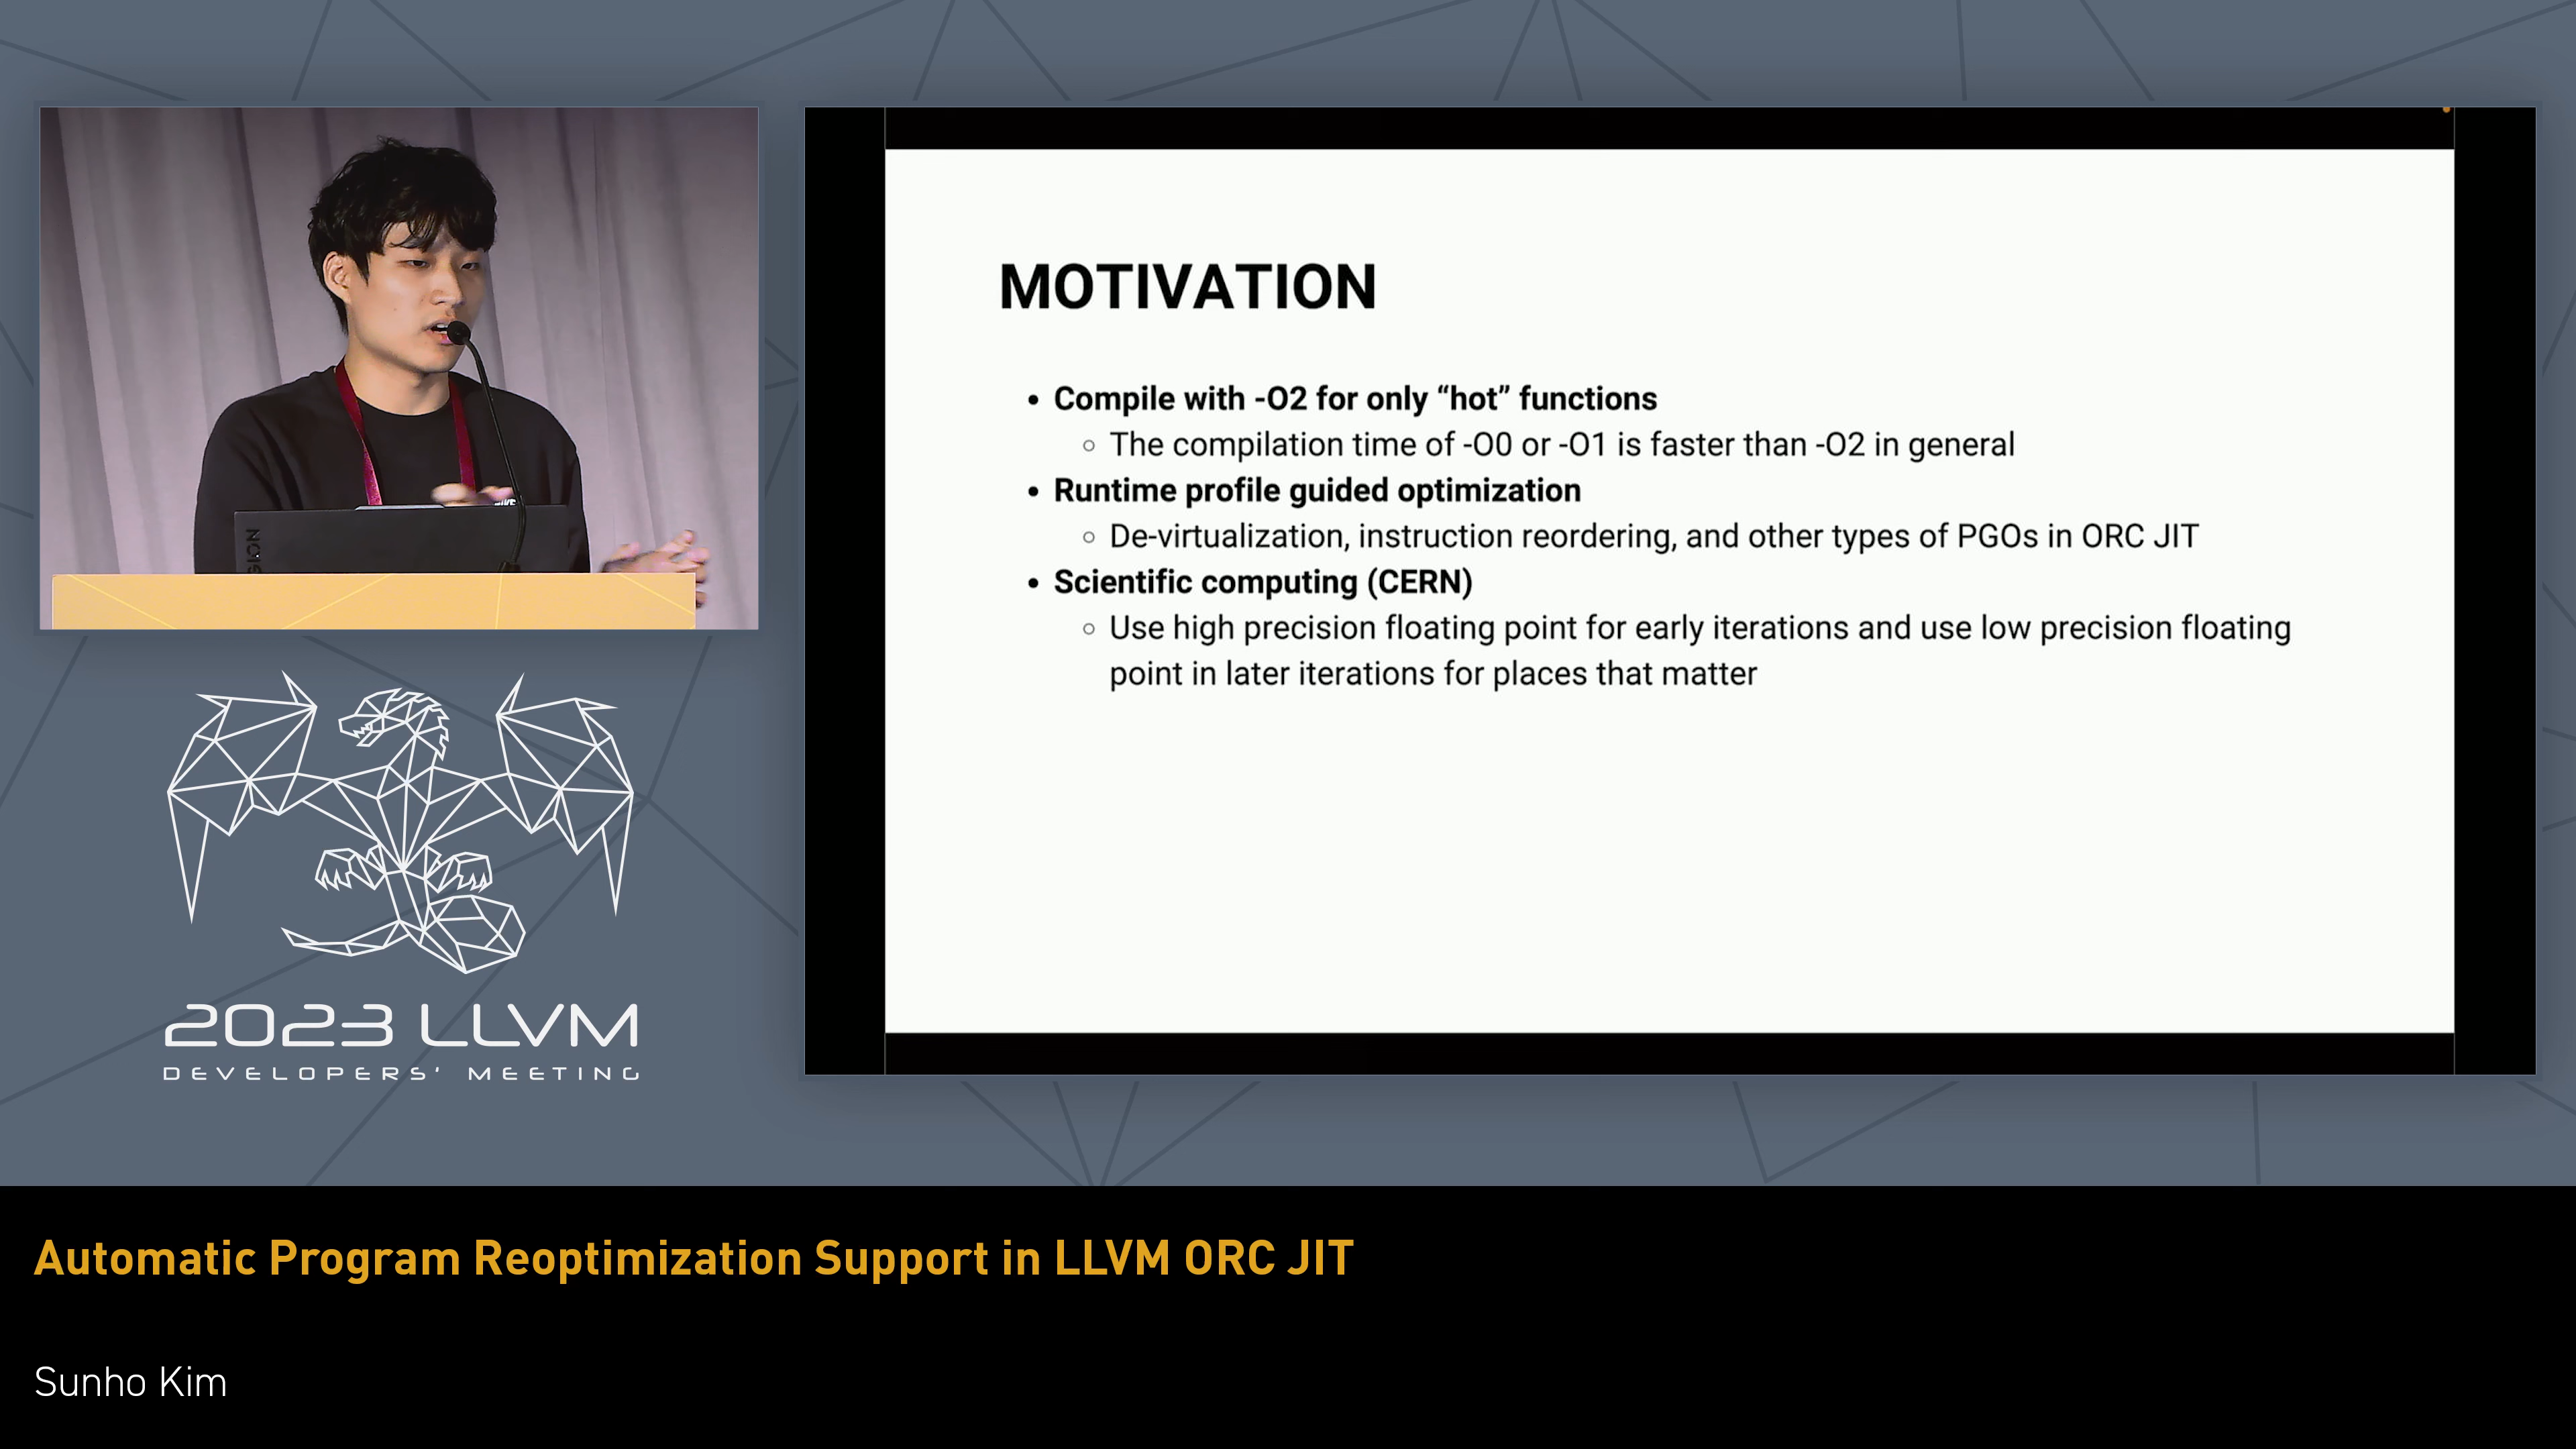 MOTIVATION
• Compile with -O2 for only “hot” functions
○ The compilation time of -O0 or -O1 is faster than -O2 in general
• Runtime profile guided optimization
○ De-virtualization, instruction reordering, and other types of PGOs in ORC JIT
• Scientific computing (CERN)
○ Use high precision floating point for early iterations and use low precision floating
point in later iterations for places that matter
2023 LLVM
DEVELOPERS' MEETING
Automatic Program Reoptimization Support in LLVM ORC JIT
Sunho Kim